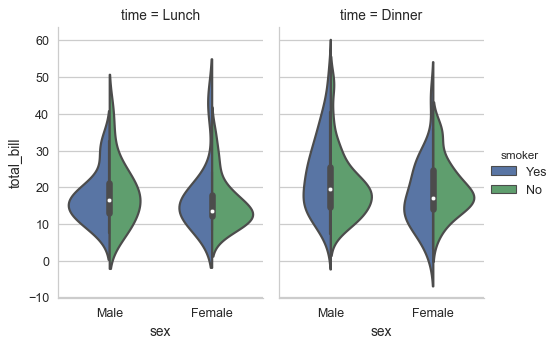 time = Lunch
time = Dinner
60
50
40
30
20
10
0
−10
total_bill
Male
Female
Male
Female
sex
sex
smoker
Yes
No